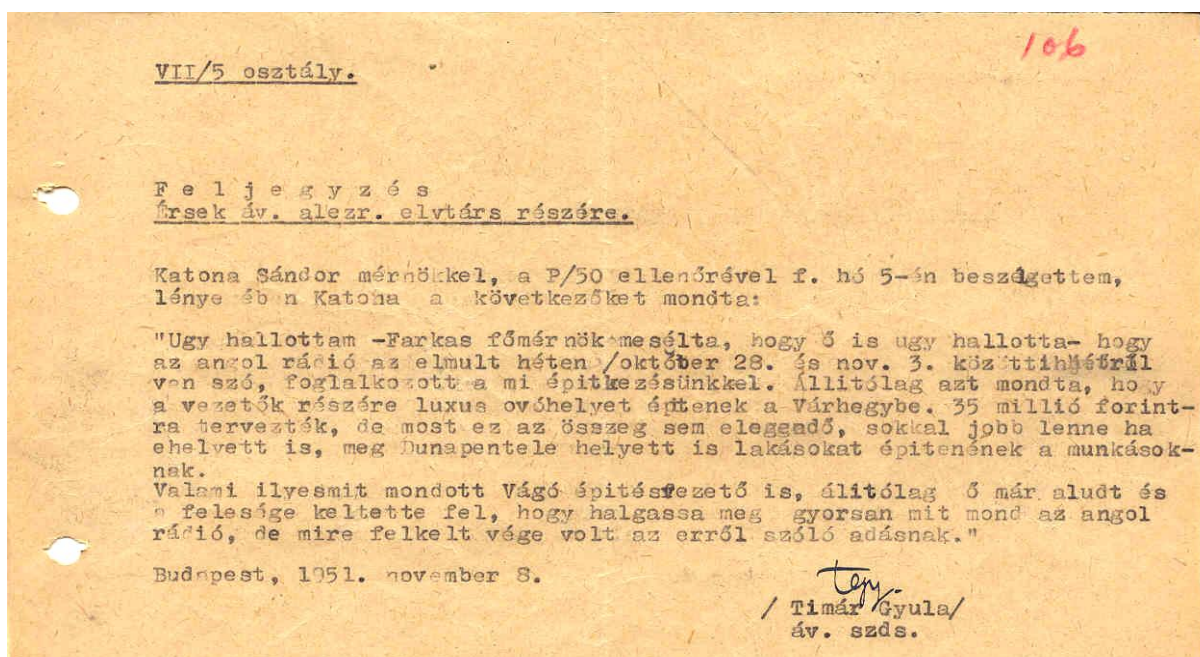 106
VII/5 osztály.
F e l j e g y z é s
Érsek áv. alezr. elvtárs részére.
Katona Sándor mérnökkel, a P/50 ellenőrével f. hó 5-én beszélgettem,
lénye ében Katona a következőket mondta:
"Ugy hallottam -Farkas főmérnök mesélta, hogy ő is ugy hallotta- hogy
az angol rádió az elmult héten /október 28. és nov. 3. közöttihétről
van szó, foglalkozott a mi épitkezésünkkel. Állitólag azt mondta, hogy
a vezetők részére luxus ovóhelyet épitenek a Várhegybe. 35 millió forint-
ra tervezték, de most ez az összeg sem elegendő, sokkal jobb lenne ha
ehelyett is, meg Dunapentele helyett is lakásokat épitenének a munkások-
nak.
Valami ilyesmit mondott Vágó épitésvezető is, álitólag ő már aludt és
a felesége keltette fel, hogy halgassa meg gyorsan mit mond az angol
rádió, de mire felkelt vége volt az erről szóló adásnak."
Budapest, 1951. november 8.
/ Timár Gyula/
áv. szds.